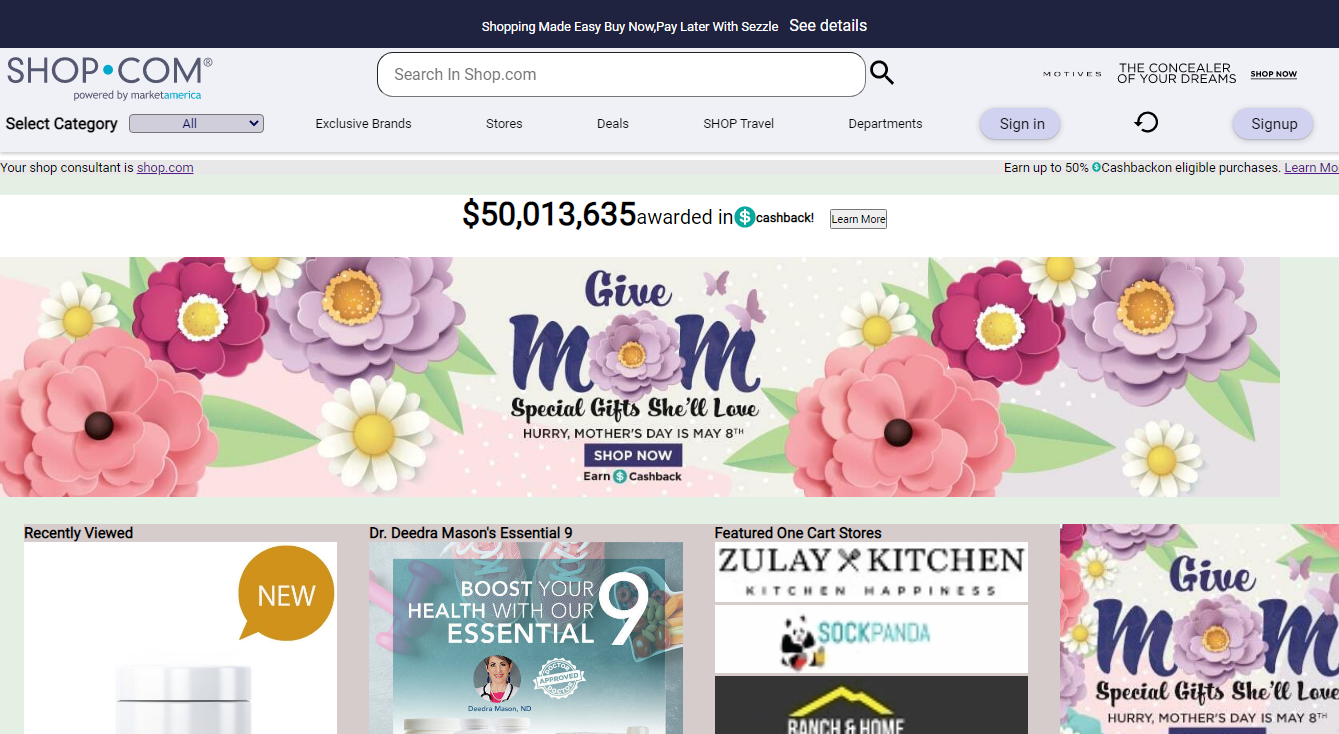 Shopping Made Easy Buy Now,Pay Later With Sezzle See details
SHOP•COM®
powered by marketamerica
Search In Shop.com
MOTIVES
THE CONCEALER
OF YOUR DREAMS
SHOP NOW
Select Category All Exclusive Brands Stores Deals SHOP Travel Departments Sign in Signup
Your shop consultant is shop.com
Earn up to 50% $Cashbackon eligible purchases. Learn Mo
$50,013,635awarded in$cashback! Learn More
Give
MOM
Special Gifts She'll Love
HURRY, MOTHER'S DAY IS MAY 8TH
SHOP NOW
Earn $ Cashback
Recently Viewed
NEW
Dr. Deedra Mason's Essential 9
BOOST YOUR
HEALTH WITH OUR
ESSENTIAL 9
DOCTOR
APPROVED
DOCTOR
Deedra Mason, ND
Featured One Cart Stores
ZULAY KITCHEN
KITCHEN HAPPINESS
SOCKPANDA
RANCH & HOME
Give
MOM
Special Gifts She'll Love
HURRY, MOTHER'S DAY IS MAY 8TH